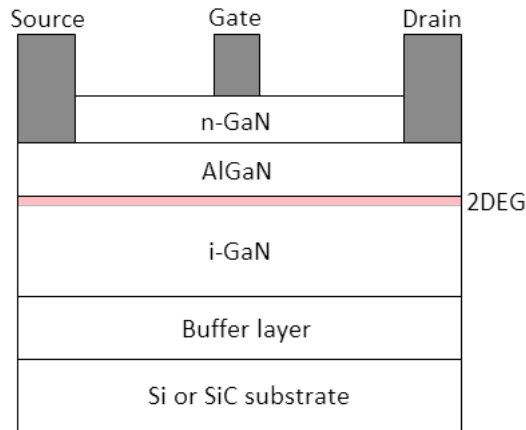 Source Gate Drain
n-GaN
AlGaN
2DEG
i-GaN
Buffer layer
Si or SiC substrate